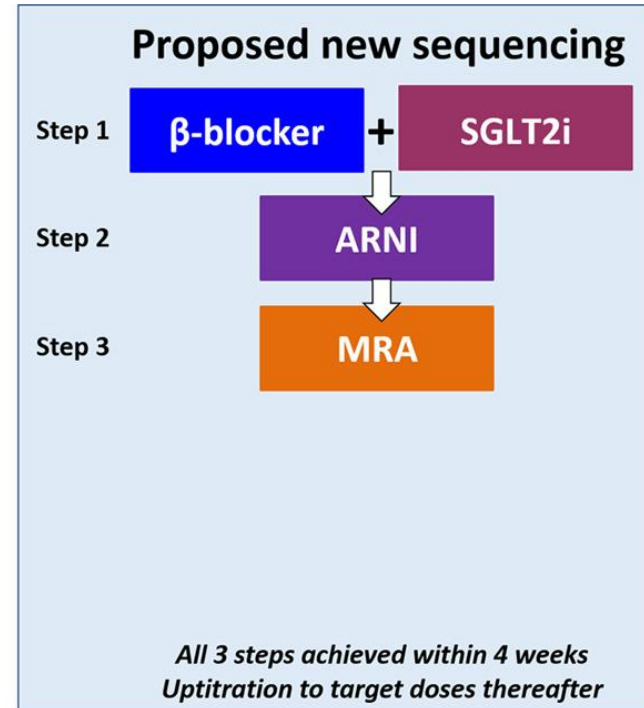 Proposed new sequencing
Step 1 β-blocker + SGLT2i
Step 2 ARNI
Step 3 MRA
All 3 steps achieved within 4 weeks
Uptitration to target doses thereafter